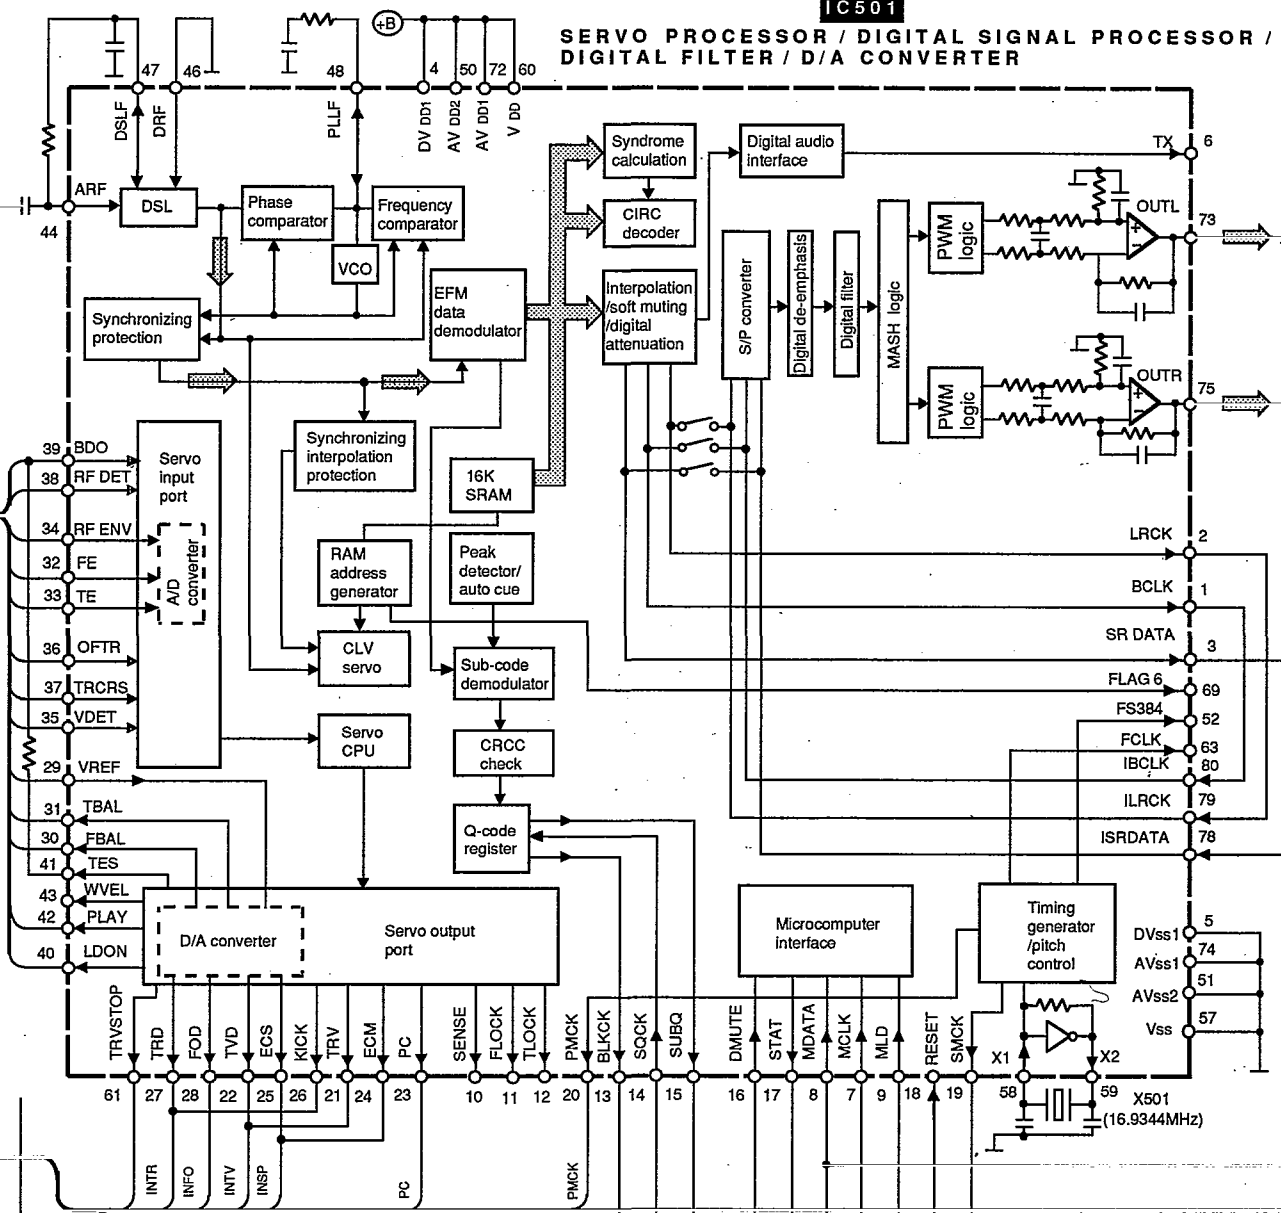 IC501
SERVO PROCESSOR / DIGITAL SIGNAL PROCESSOR /
DIGITAL FILTER / D/A CONVERTER
+B
47
46
48
4
50
72
60
DSLF
DRF
PLLF
DV DD1
AV DD2
AV DD1
V DD
ARF
44
DSL
Phase
comparator
Frequency
comparator
VCO
Synchronizing
protection
EFM
data
demodulator
Syndrome
calculation
CIRC
decoder
Interpolation
/soft muting
/digital
attenuation
Digital audio
interface
TX
6
S/P converter
Digital de-emphasis
Digital filter
MASH logic
PWM
logic
OUTL
73
+
−
PWM
logic
OUTR
75
+
−
Synchronizing
interpolation
protection
16K
SRAM
RAM
address
generator
Peak
detector/
auto cue
CLV
servo
Sub-code
demodulator
Servo
CPU
CRCC
check
Q-code
register
39 BDO
38 RF DET
34 RF ENV
32 FE
33 TE
36 OFTR
37 TRCRS
35 VDET
29 VREF
31 TBAL
30 FBAL
41 TES
43 WVEL
42 PLAY
40 LDON
Servo
input
port
A/D
converter
D/A converter
Servo output
port
Microcomputer
interface
Timing
generator
/pitch
control
LRCK 2
BCLK 1
SR DATA 3
FLAG 6 69
FS384 52
FCLK 63
IBCLK 80
ILRCK 79
ISRDATA 78
DVss1 5
AVss1 74
AVss2 51
Vss 57
TRVSTOP
TRD
FOD
TVD
ECS
KICK
TRV
ECM
PC
SENSE
FLOCK
TLOCK
PMCK
BLKCK
SQCK
SUBQ
DMUTE
STAT
MDATA
MCLK
MLD
RESET
SMCK
X1
X2
61
27
28
22
25
26
21
24
23
10
11
12
20
13
14
15
16
17
8
7
9
18
19
58
59
X501
(16.9344MHz)
INTR
INFO
INTV
INSP
PC
PMCK